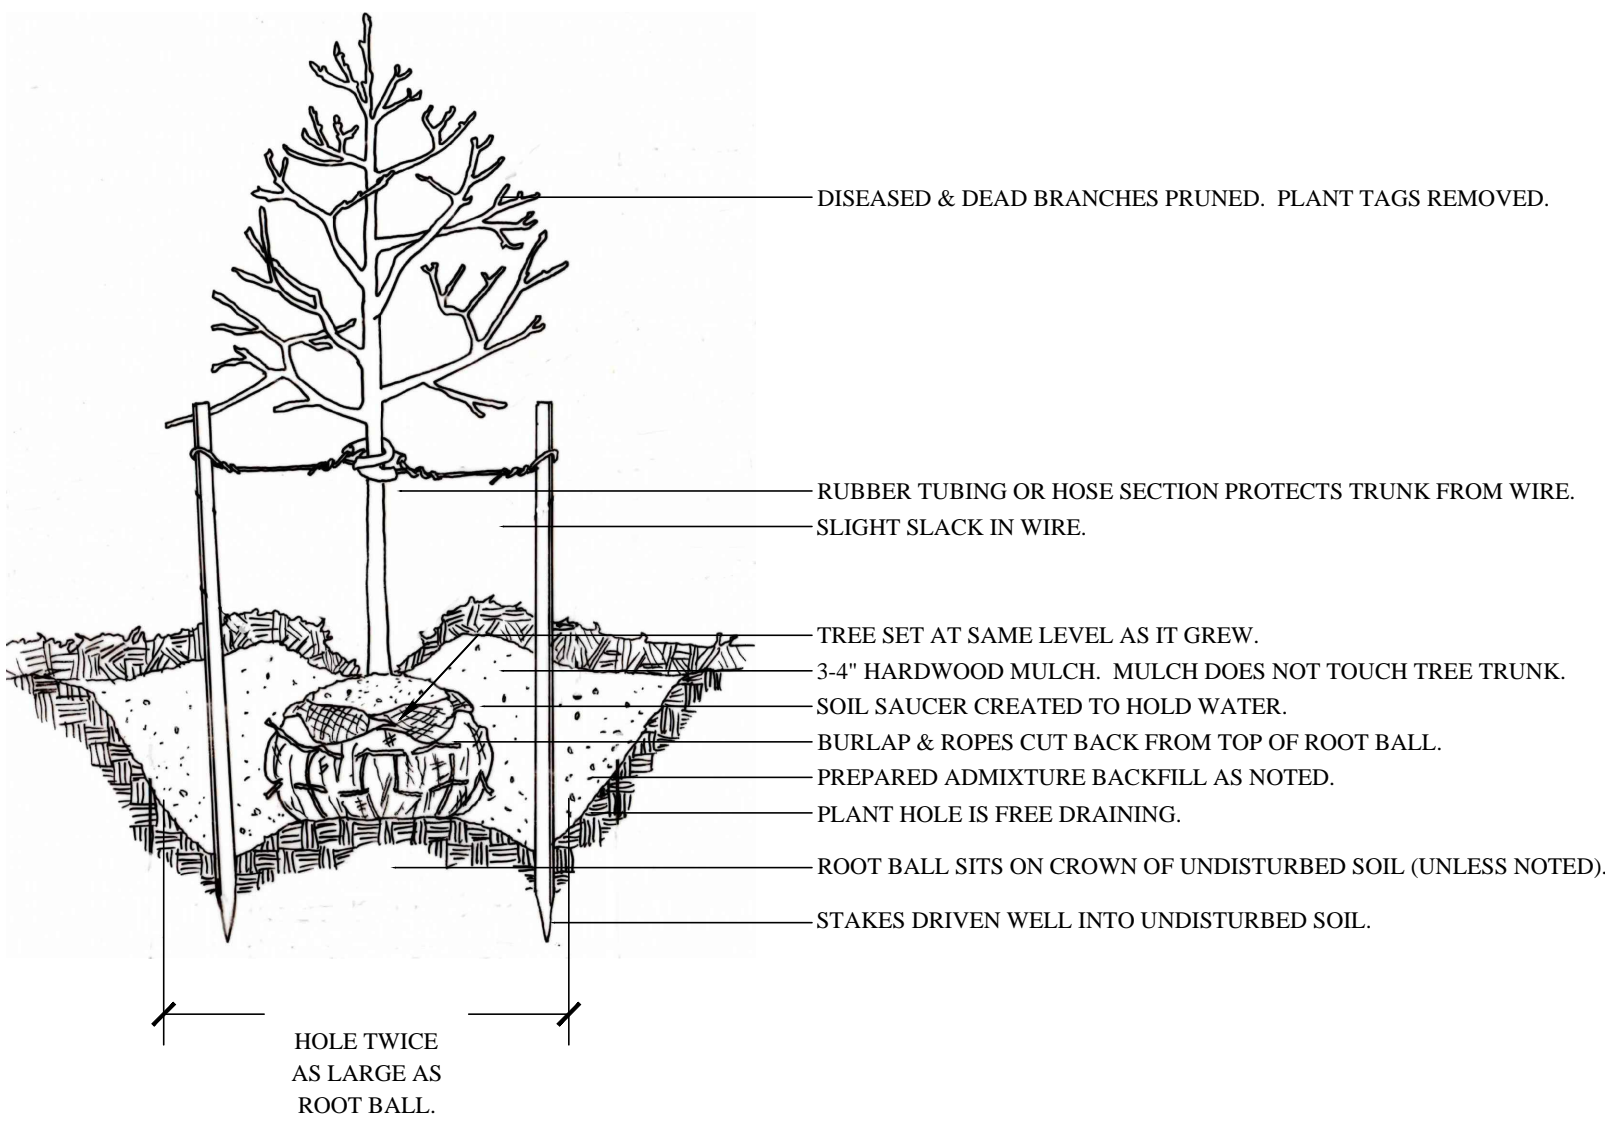 DISEASED & DEAD BRANCHES PRUNED.  PLANT TAGS REMOVED.
RUBBER TUBING OR HOSE SECTION PROTECTS TRUNK FROM WIRE.
SLIGHT SLACK IN WIRE.
TREE SET AT SAME LEVEL AS IT GREW.
3-4" HARDWOOD MULCH.  MULCH DOES NOT TOUCH TREE TRUNK.
SOIL SAUCER CREATED TO HOLD WATER.
BURLAP & ROPES CUT BACK FROM TOP OF ROOT BALL.
PREPARED ADMIXTURE BACKFILL AS NOTED.
PLANT HOLE IS FREE DRAINING.
ROOT BALL SITS ON CROWN OF UNDISTURBED SOIL (UNLESS NOTED).
STAKES DRIVEN WELL INTO UNDISTURBED SOIL.
HOLE TWICE
AS LARGE AS
ROOT BALL.